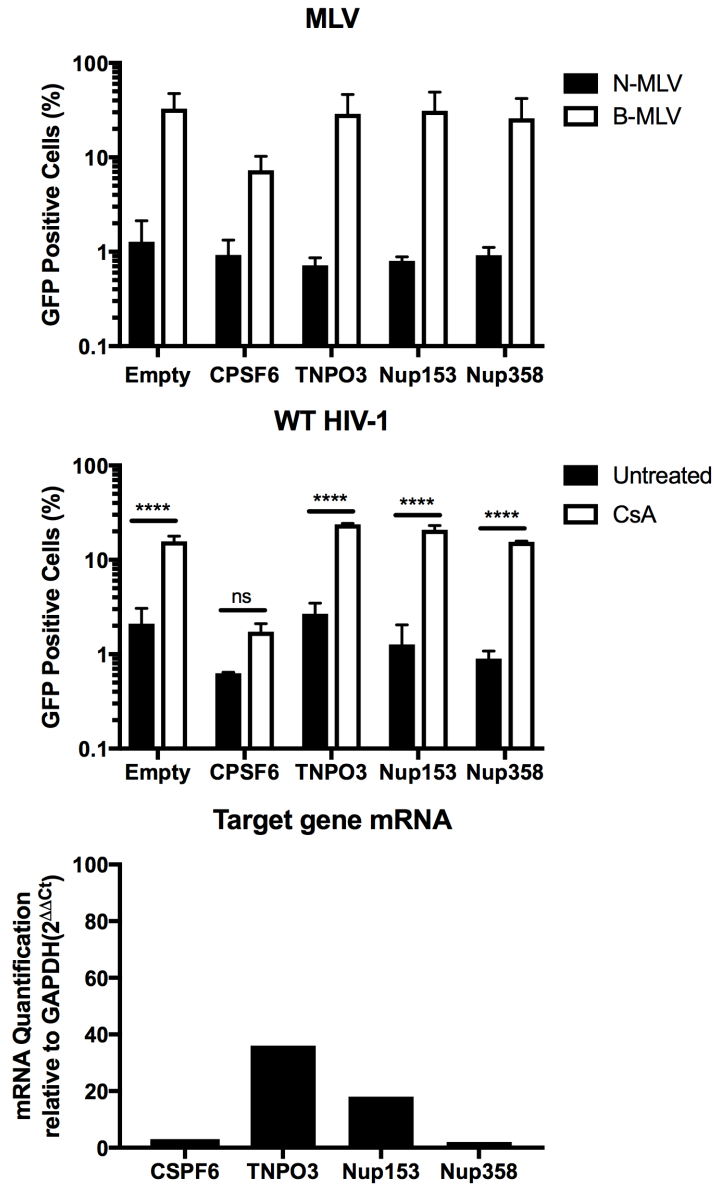 MLV
GFP Positive Cells (%)
100
10
1
0.1
Empty CPSF6 TNPO3 Nup153 Nup358
N-MLV
B-MLV
WT HIV-1
GFP Positive Cells (%)
100
10
1
0.1
**** ns **** **** ****
Empty CPSF6 TNPO3 Nup153 Nup358
Untreated
CsA
Target gene mRNA
mRNA Quantification
relative to GAPDH(2^ΔΔCt)
100
80
60
40
20
0
CSPF6 TNPO3 Nup153 Nup358